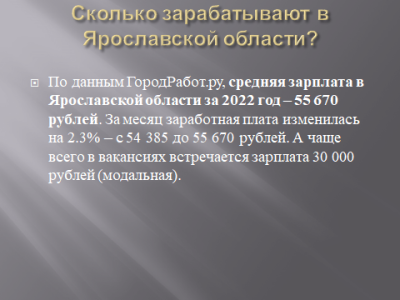 Сколько зарабатывают в
Ярославской области?
По данным ГородРабот.ру, средняя зарплата в
Ярославской области за 2022 год – 55 670
рублей. За месяц заработная плата изменилась
на 2.3% – с 54 385 до 55 670 рублей. А чаще
всего в вакансиях встречается зарплата 30 000
рублей (модальная).